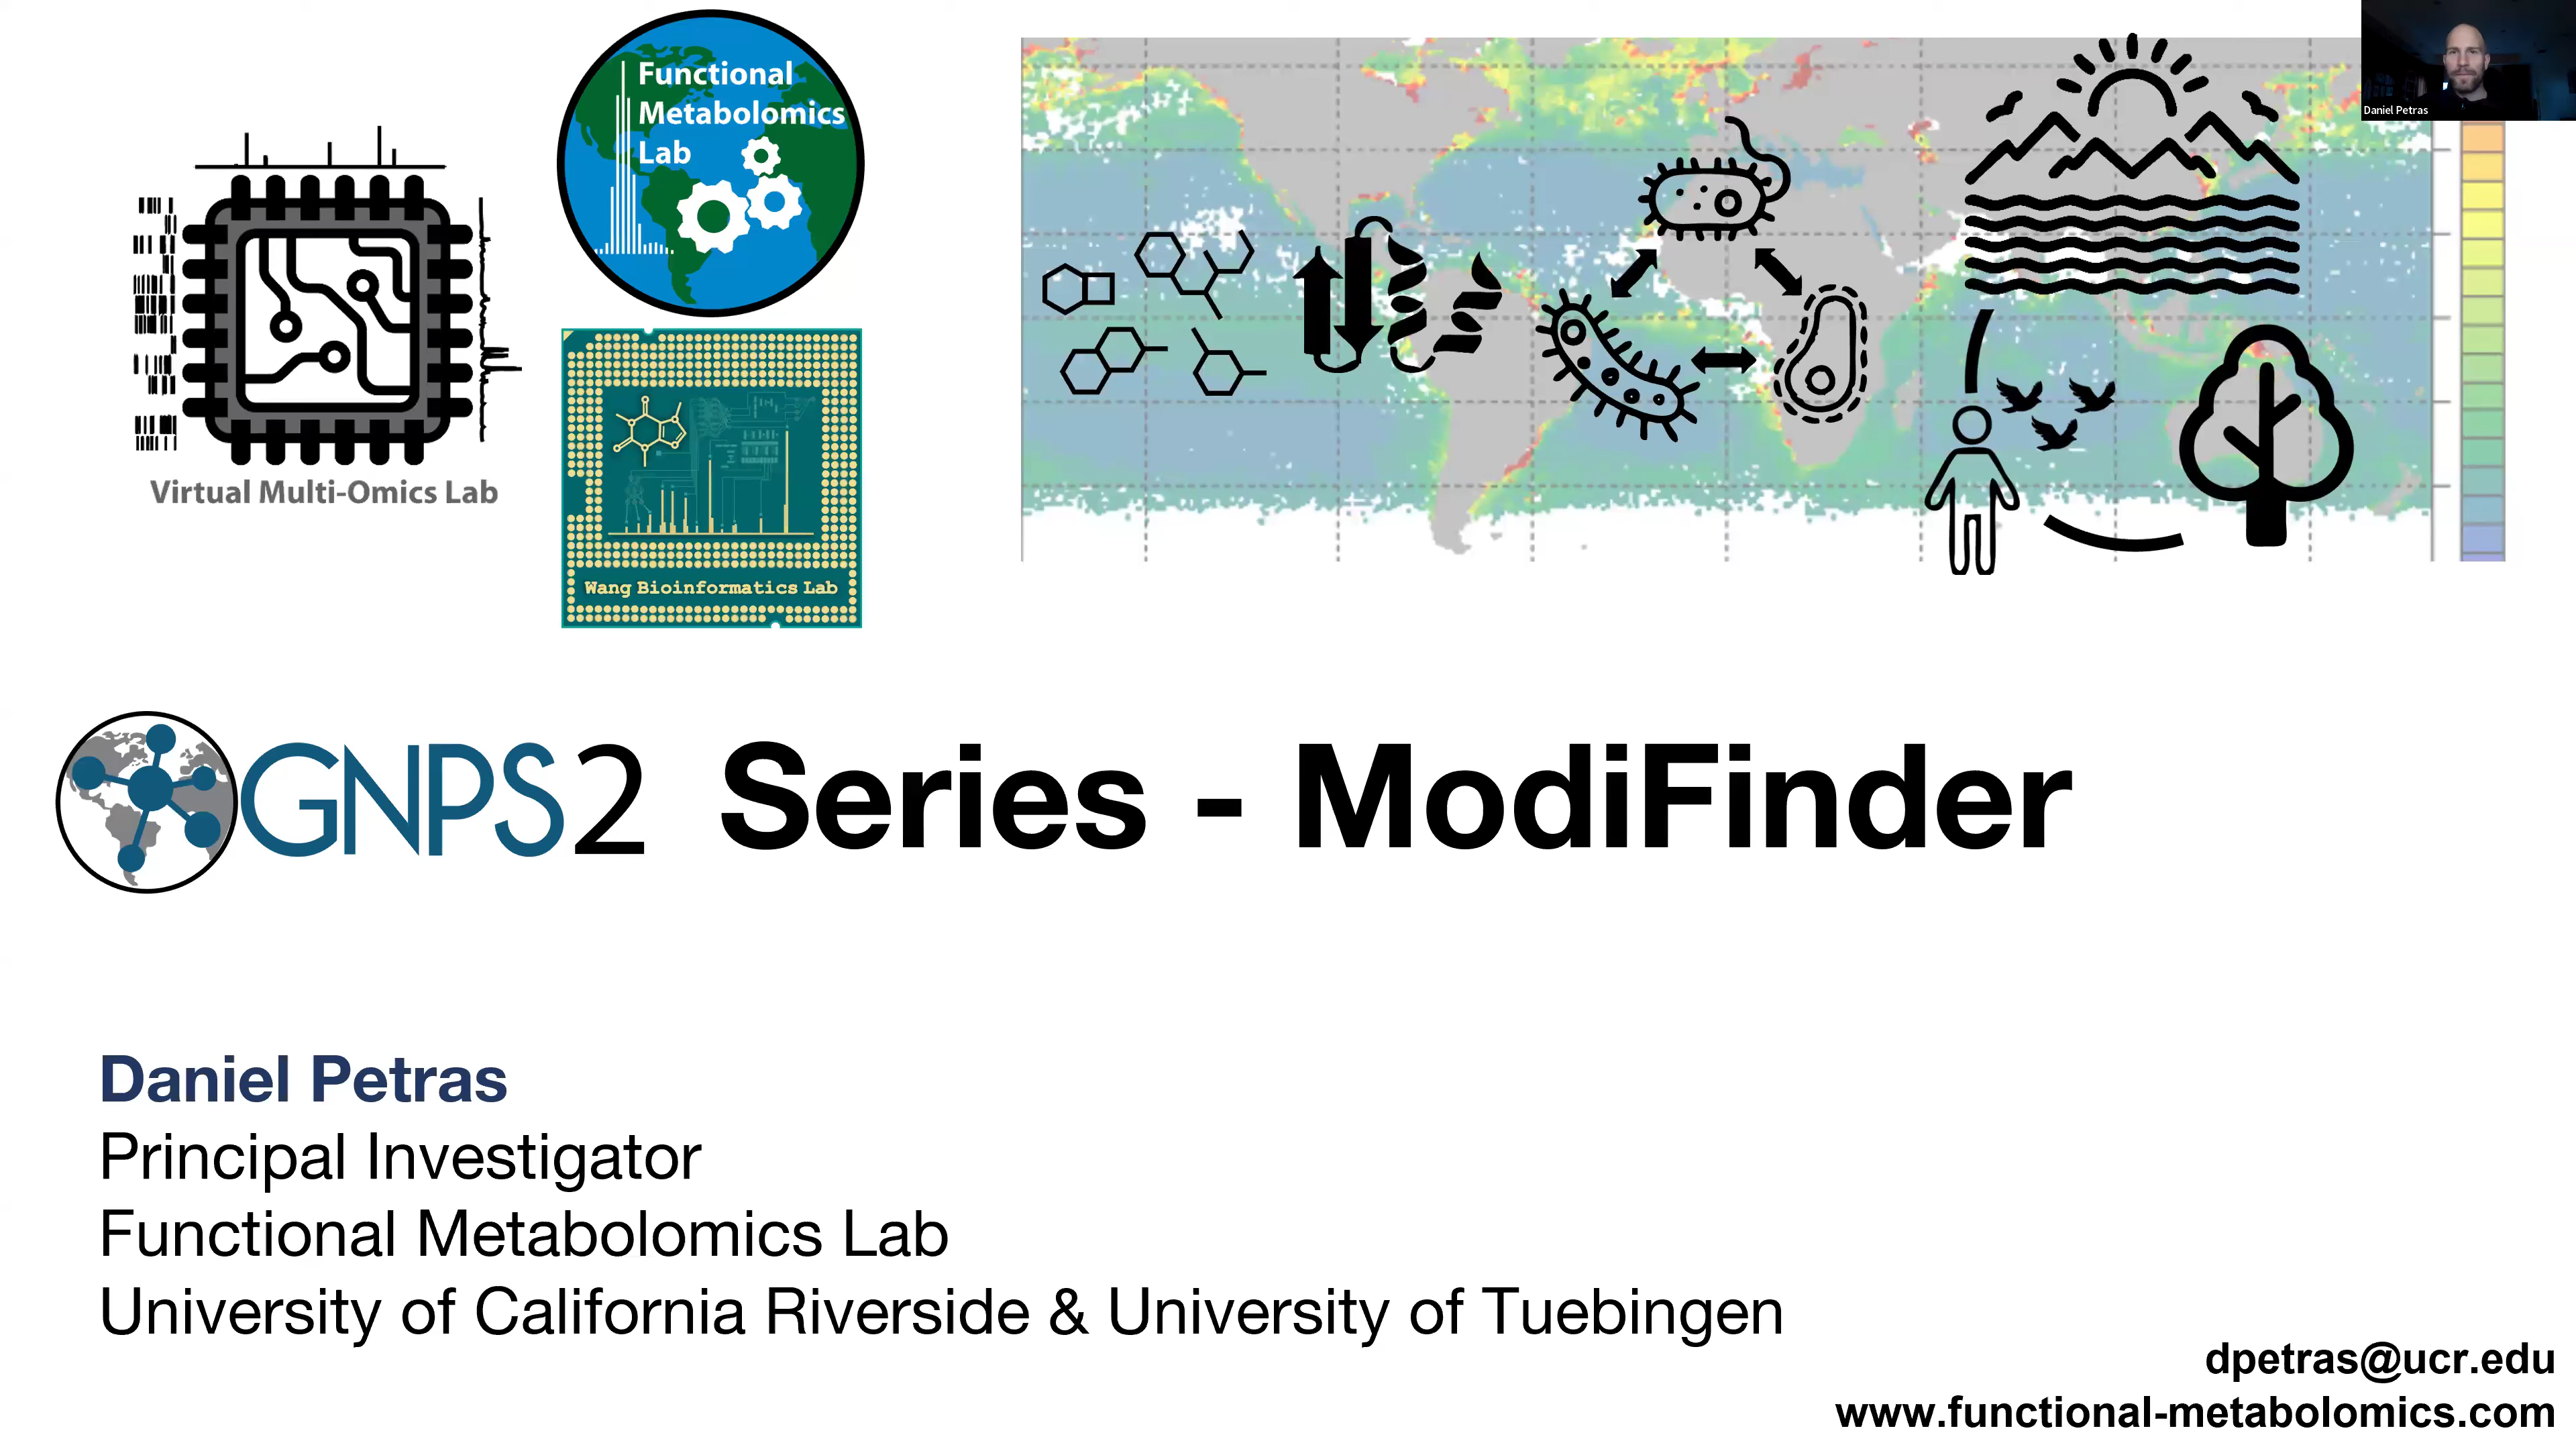 Functional
Metabolomics
Lab
Daniel Petras
Virtual Multi-Omics Lab
Wang Bioinformatics Lab
GNPS2 Series - ModiFinder
Daniel Petras
Principal Investigator
Functional Metabolomics Lab
University of California Riverside & University of Tuebingen
dpetras@ucr.edu
www.functional-metabolomics.com